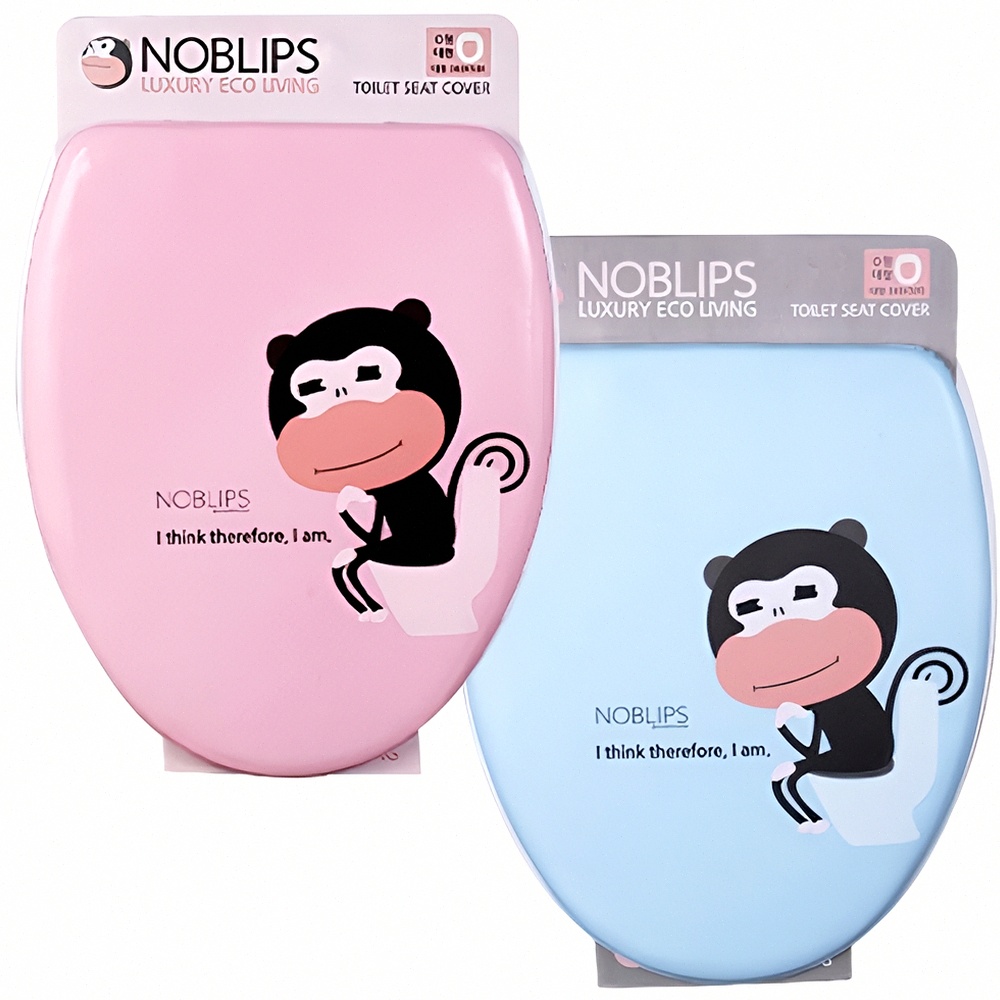 NOBLIPS
LUXURY ECO LIVING
TOILET SEAT COVER
NOBLIPS
I think therefore, I am.
NOBLIPS
LUXURY ECO LIVING
TOILET SEAT COVER
NOBLIPS
I think therefore, I am.